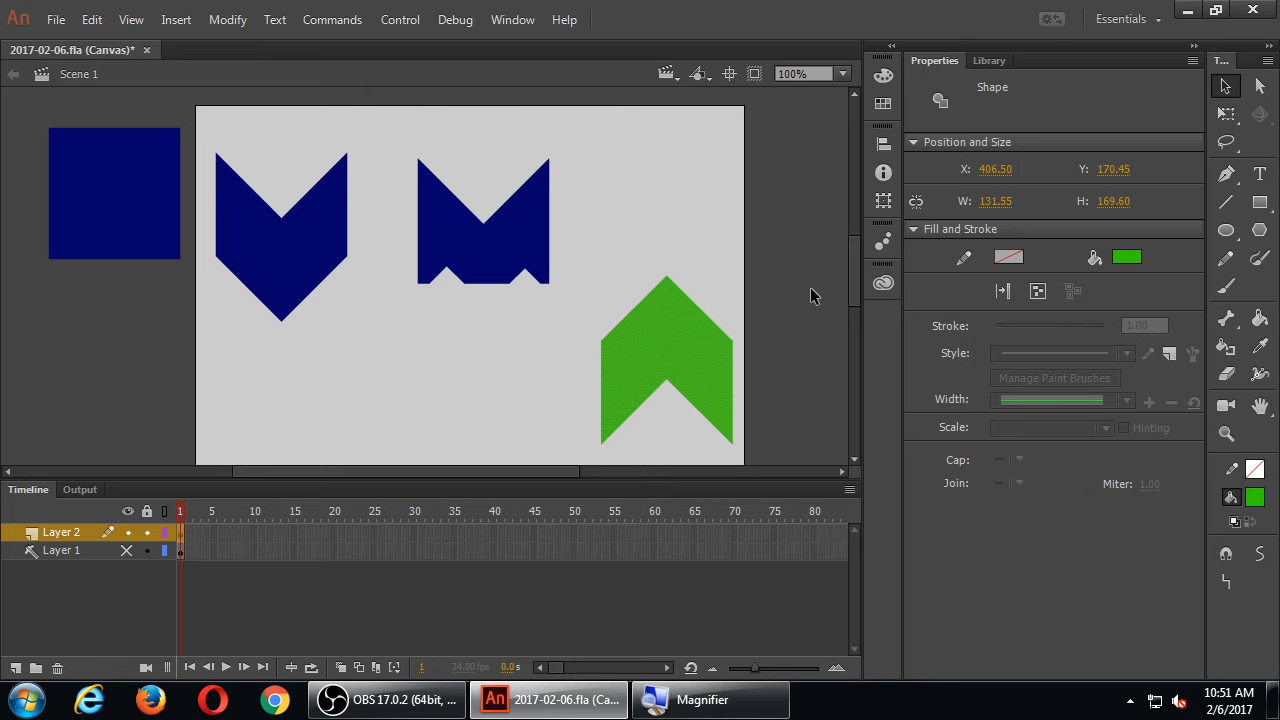 An File Edit View Insert Modify Text Commands Control Debug Window Help Essentials
2017-02-06.fla (Canvas)* ×
Scene 1 100%
Properties Library T...
Shape
Position and Size
X: 406.50 Y: 170.45
W: 131.55 H: 169.60
Fill and Stroke
Stroke: 1.00
Style:
Manage Paint Brushes
Width:
Scale: Hinting
Cap:
Join: Miter: 1.00
Timeline Output
1 5 10 15 20 25 30 35 40 45 50 55 60 65 70 75 80
Layer 2
Layer 1
1 24.00 fps 0.0 s
OBS 17.0.2 (64bit, ... An 2017-02-06.fla (Ca... Magnifier
10:51 AM
2/6/2017